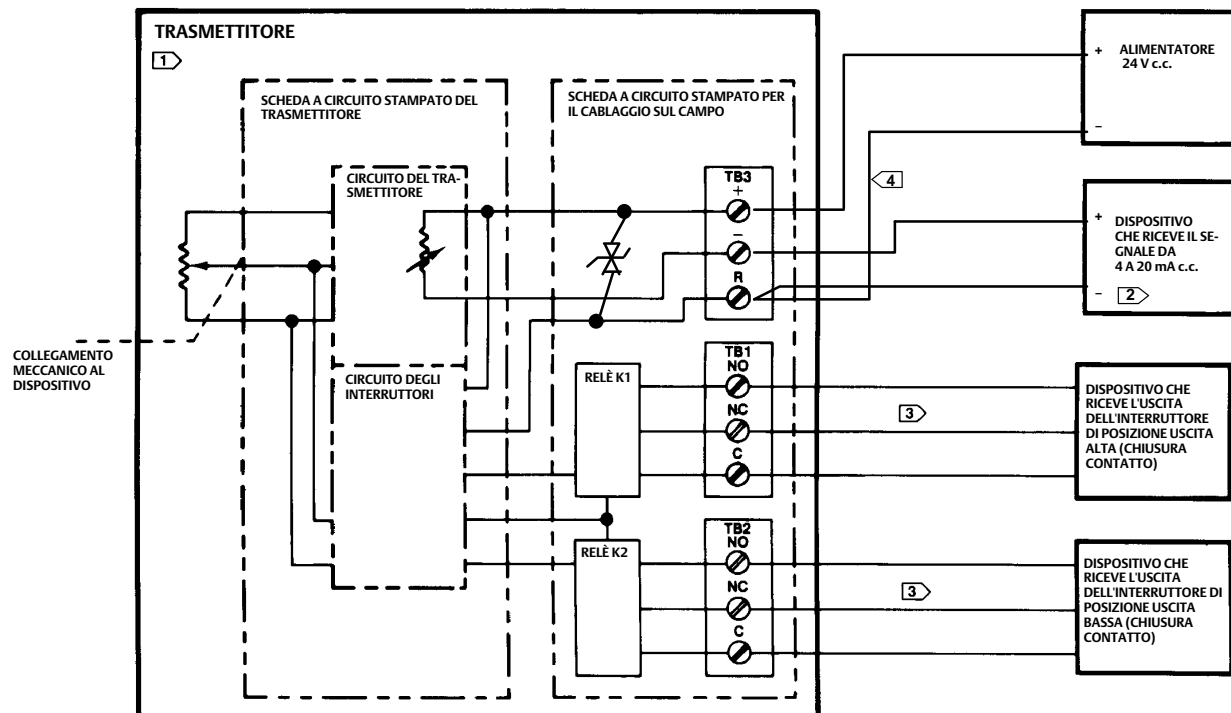 TRASMETTITORE
1
SCHEDA A CIRCUITO STAMPATO DEL
TRASMETTITORE
SCHEDA A CIRCUITO STAMPATO PER
IL CABLAGGIO SUL CAMPO
CIRCUITO DEL TRA-
SMETTITORE
CIRCUITO DEGLI
INTERRUTTORI
COLLEGAMENTO
MECCANICO AL
DISPOSITIVO
TB3
+
−
R
4
+
ALIMENTATORE
24 V c.c.
−
+
DISPOSITIVO
CHE RICEVE IL SE-
GNALE DA
4 A 20 mA c.c.
−
2
RELÈ K1
TB1
NO
NC
C
3
DISPOSITIVO CHE
RICEVE L'USCITA
DELL'INTERRUTTORE
DI POSIZIONE USCITA
ALTA (CHIUSURA
CONTATTO)
RELÈ K2
TB2
NO
NC
C
3
DISPOSITIVO CHE
RICEVE L'USCITA
DELL'INTERRUTTORE DI
POSIZIONE USCITA
BASSA (CHIUSURA
CONTATTO)